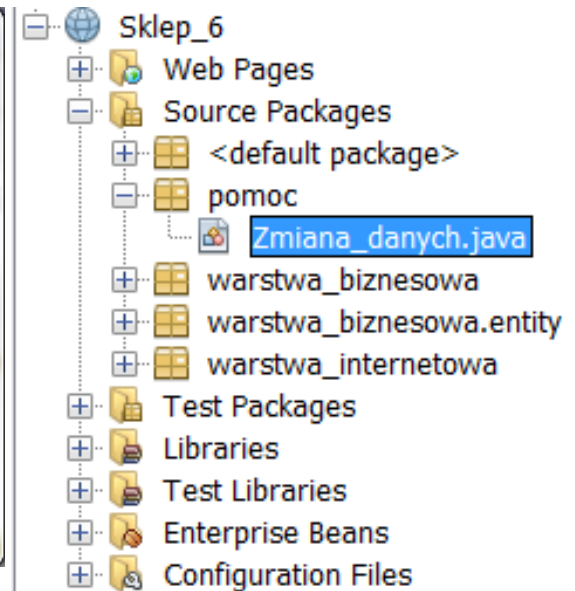 Sklep_6
Web Pages
Source Packages
<default package>
pomoc
Zmiana_danych.java
warstwa_biznesowa
warstwa_biznesowa.entity
warstwa_internetowa
Test Packages
Libraries
Test Libraries
Enterprise Beans
Configuration Files